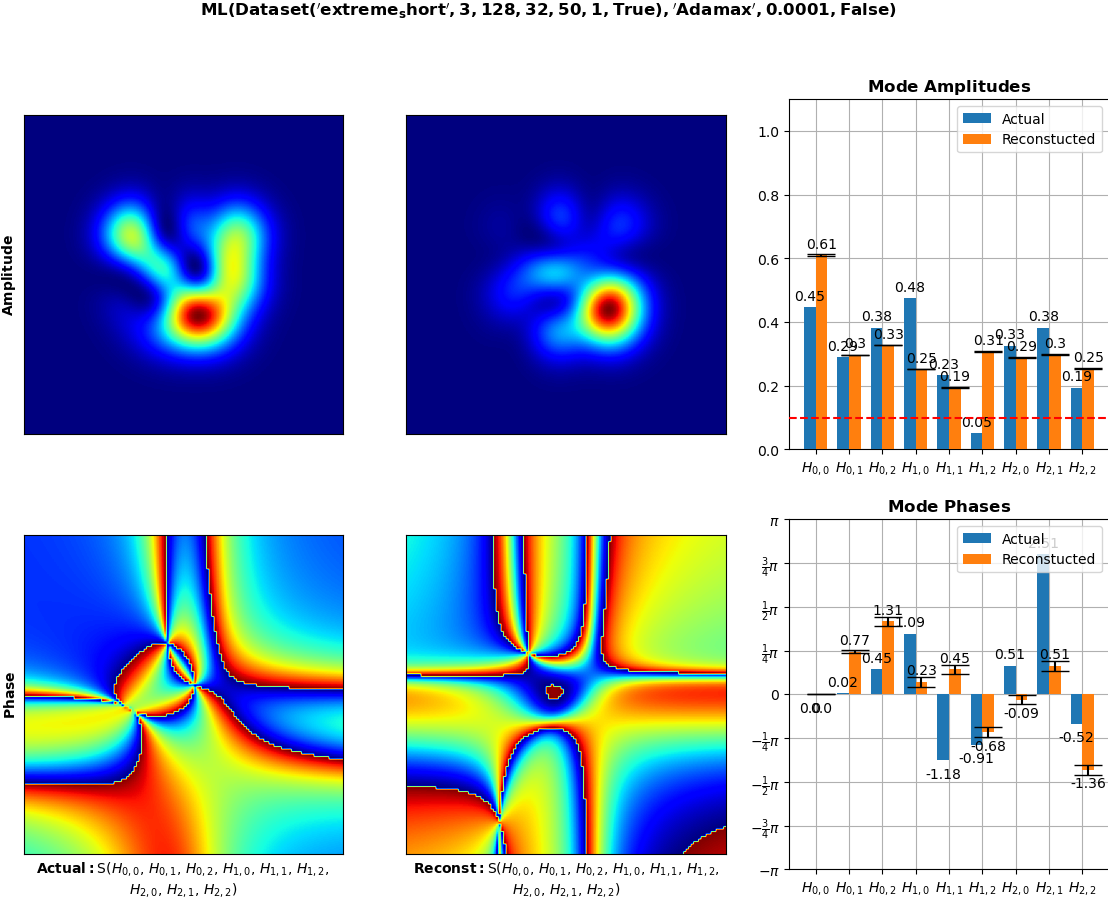 ML(Dataset('extreme_short', 3, 128, 32, 50, 1, True), 'Adamax', 0.0001, False)
Amplitude
Mode Amplitudes
Actual
Reconstucted
1.0
0.8
0.6
0.4
0.2
0.0
0.45 0.29 0.38 0.48 0.23 0.05 0.33 0.38 0.19
0.61 0.3 0.33 0.25 0.19 0.31 0.29 0.3 0.25
H0,0 H0,1 H0,2 H1,0 H1,1 H1,2 H2,0 H2,1 H2,2
Phase
Actual: S(H0,0, H0,1, H0,2, H1,0, H1,1, H1,2,
H2,0, H2,1, H2,2)
Reconst: S(H0,0, H0,1, H0,2, H1,0, H1,1, H1,2,
H2,0, H2,1, H2,2)
Mode Phases
Actual
Reconstucted
π
3/4π
1/2π
1/4π
0
−1/4π
−1/2π
−3/4π
−π
0.0 0.02 0.45 1.09 -1.18 -0.91 0.51 2.51 -0.52
0.0 0.77 1.31 0.23 0.45 -0.68 -0.09 0.51 -1.36
H0,0 H0,1 H0,2 H1,0 H1,1 H1,2 H2,0 H2,1 H2,2